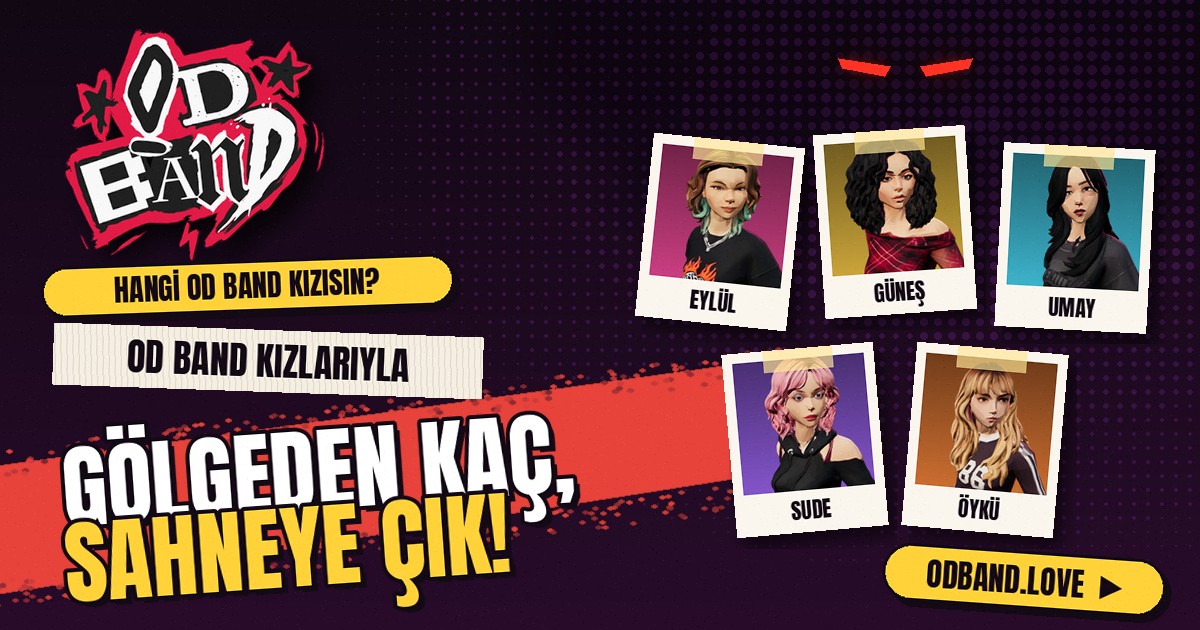 OD
BAND
HANGİ OD BAND KIZISIN?
OD BAND KIZLARIYLA
GÖLGEDEN KAÇ,
SAHNEYE ÇIK!
EYLÜL
GÜNEŞ
UMAY
SUDE
86
ÖYKÜ
ODBAND.LOVE ▶